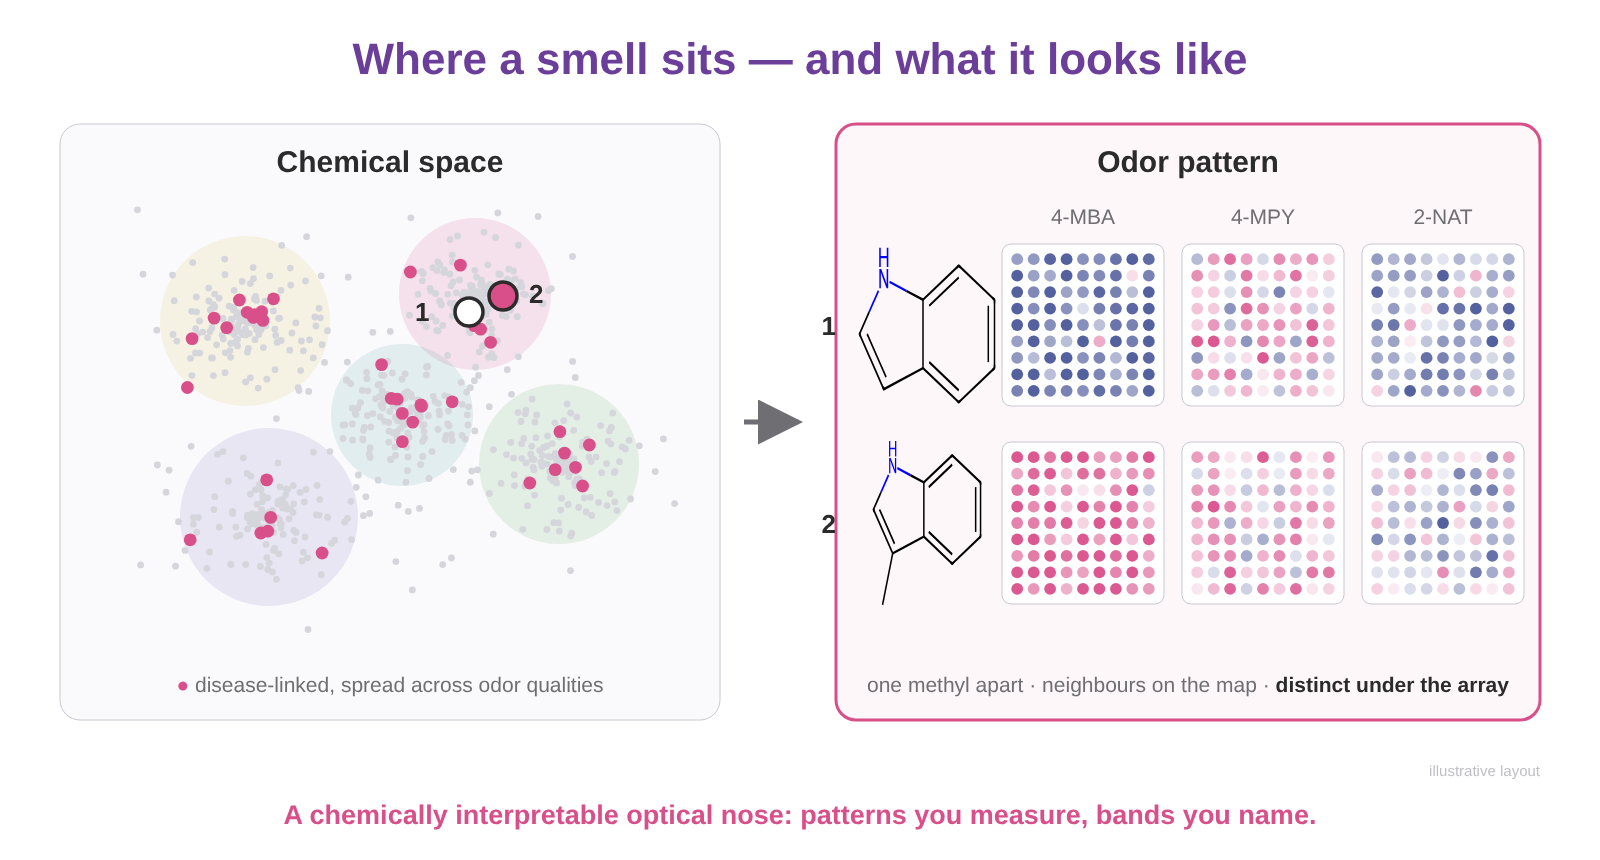 Where a smell sits — and what it looks like
Chemical space
1
2
● disease-linked, spread across odor qualities
Odor pattern
4-MBA
4-MPY
2-NAT
1
H
N
2
H
N
one methyl apart · neighbours on the map · distinct under the array
illustrative layout
A chemically interpretable optical nose: patterns you measure, bands you name.